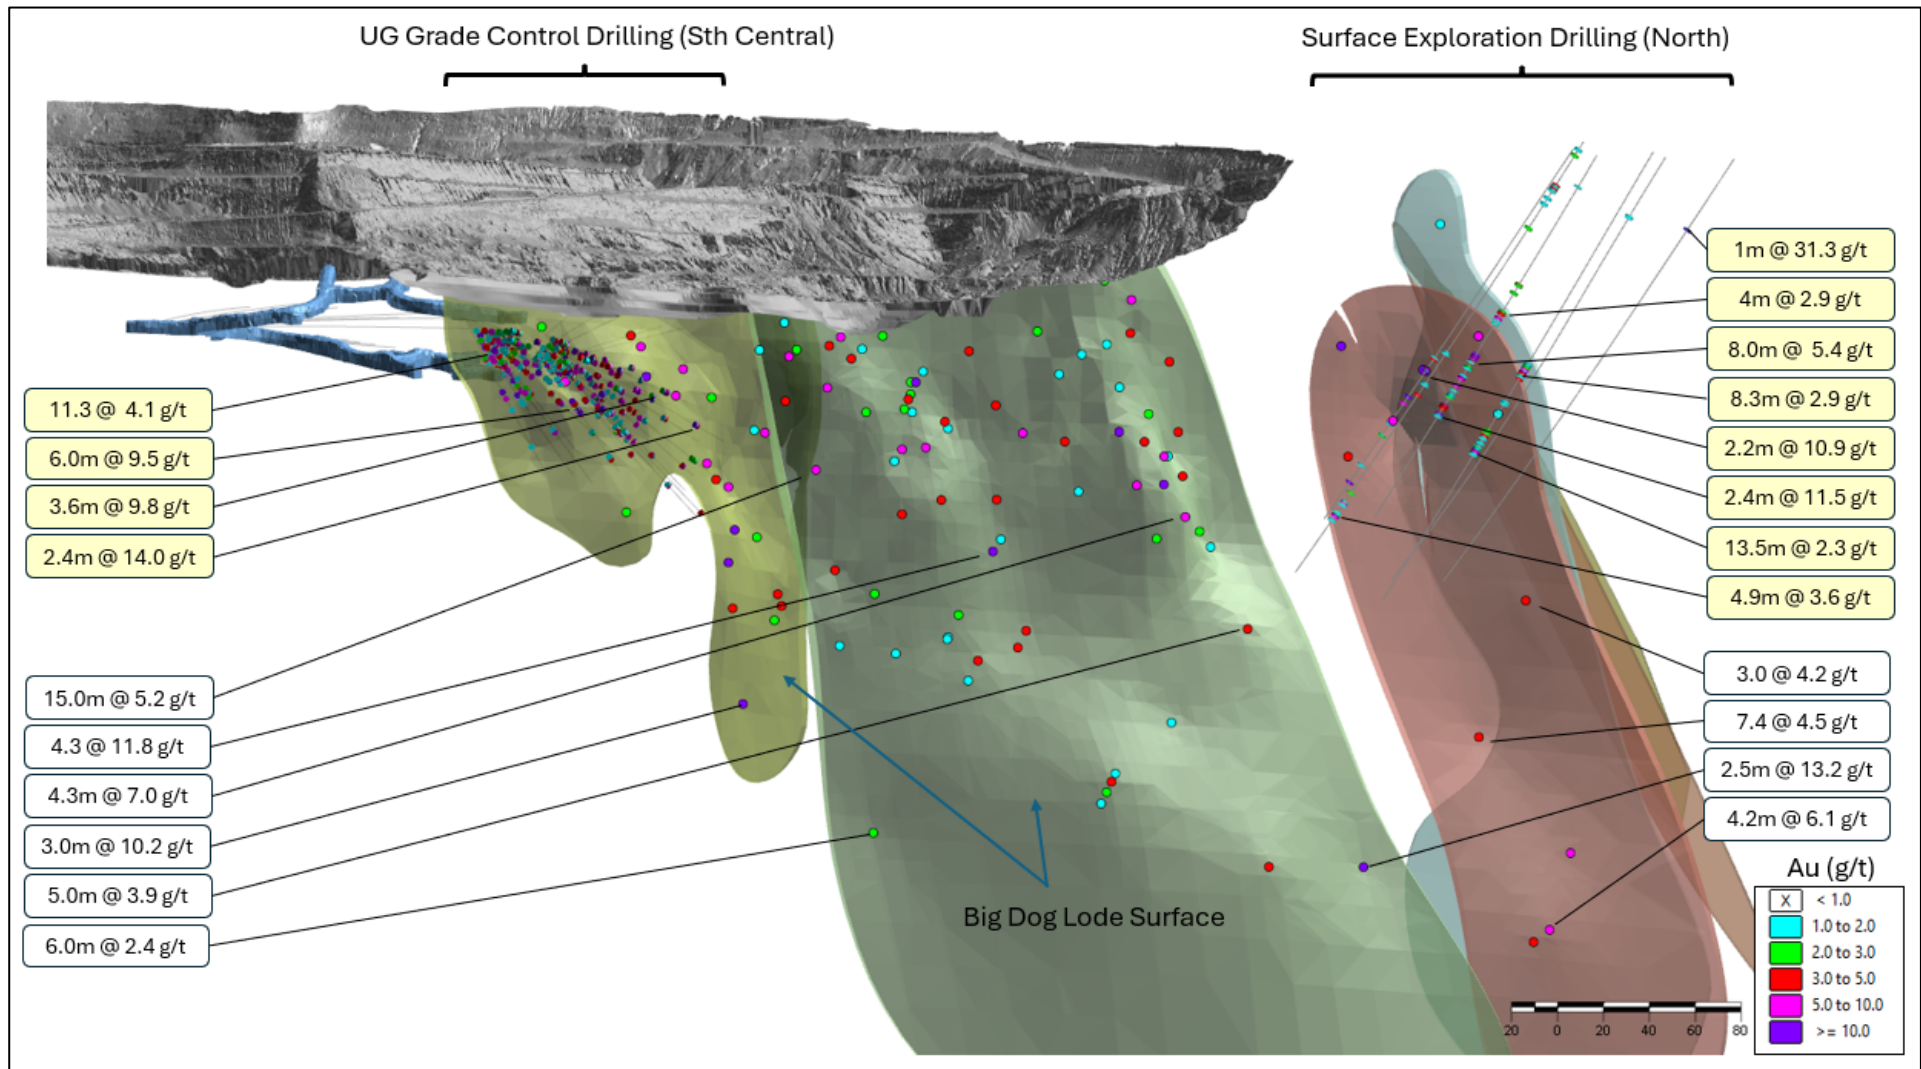 UG Grade Control Drilling (Sth Central)
Surface Exploration Drilling (North)
11.3 @ 4.1 g/t
6.0m @ 9.5 g/t
3.6m @ 9.8 g/t
2.4m @ 14.0 g/t
15.0m @ 5.2 g/t
4.3 @ 11.8 g/t
4.3m @ 7.0 g/t
3.0m @ 10.2 g/t
5.0m @ 3.9 g/t
6.0m @ 2.4 g/t
Big Dog Lode Surface
1m @ 31.3 g/t
4m @ 2.9 g/t
8.0m @ 5.4 g/t
8.3m @ 2.9 g/t
2.2m @ 10.9 g/t
2.4m @ 11.5 g/t
13.5m @ 2.3 g/t
4.9m @ 3.6 g/t
3.0 @ 4.2 g/t
7.4 @ 4.5 g/t
2.5m @ 13.2 g/t
4.2m @ 6.1 g/t
Au (g/t)
X < 1.0
1.0 to 2.0
2.0 to 3.0
3.0 to 5.0
5.0 to 10.0
>= 10.0
20 0 20 40 60 80